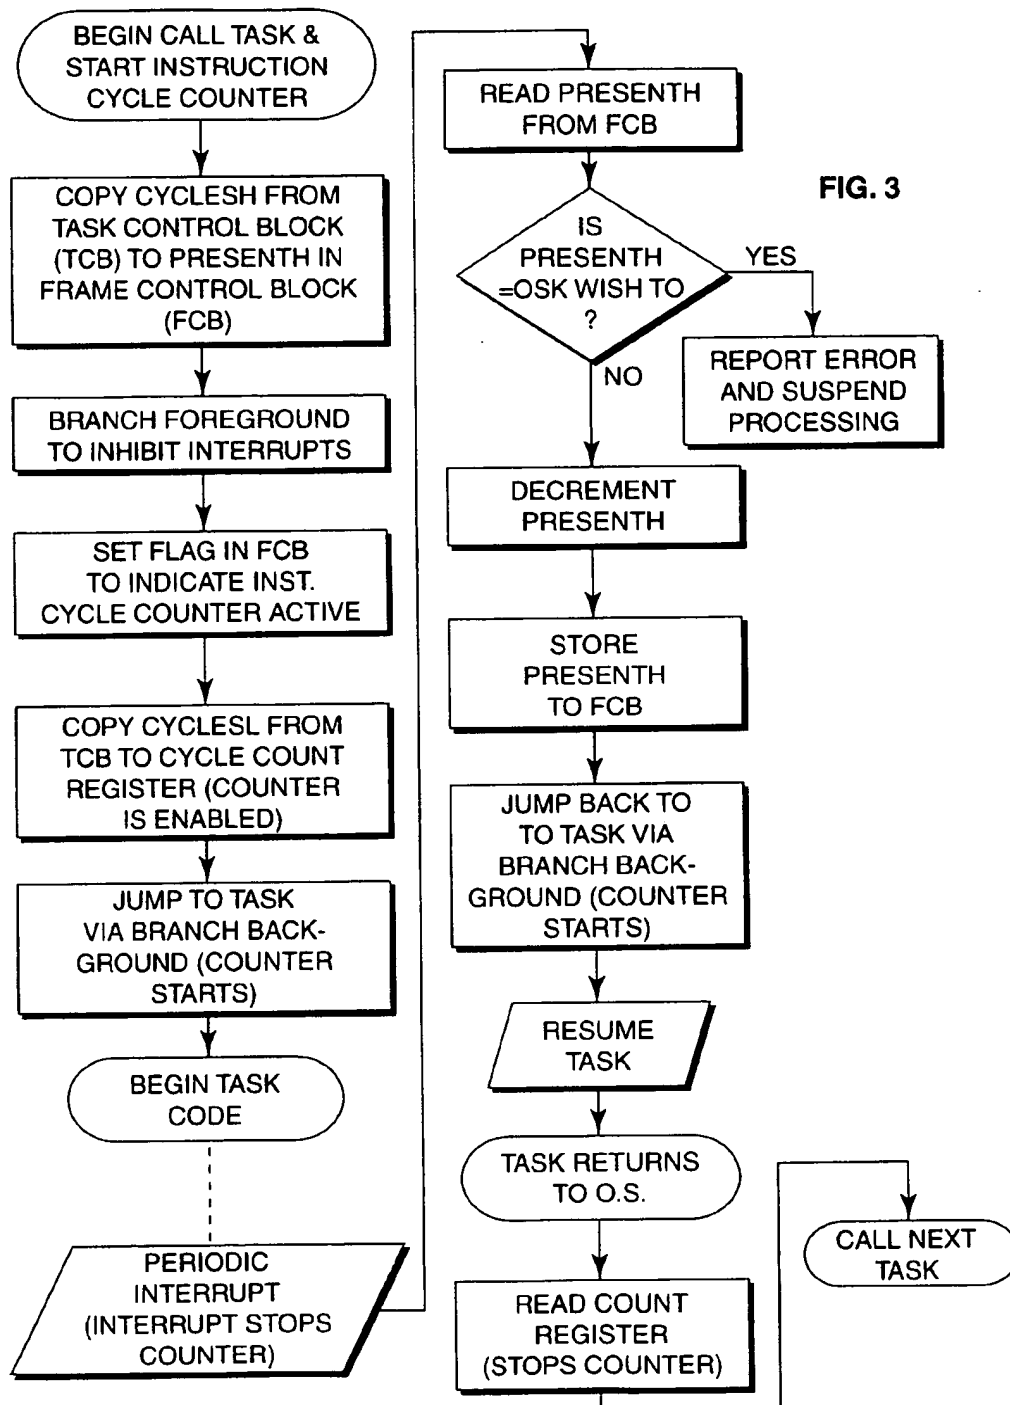 BEGIN CALL TASK &
START INSTRUCTION
CYCLE COUNTER
COPY CYCLESH FROM
TASK CONTROL BLOCK
(TCB) TO PRESENTH IN
FRAME CONTROL BLOCK
(FCB)
BRANCH FOREGROUND
TO INHIBIT INTERRUPTS
SET FLAG IN FCB
TO INDICATE INST.
CYCLE COUNTER ACTIVE
COPY CYCLESL FROM
TCB TO CYCLE COUNT
REGISTER (COUNTER
IS ENABLED)
JUMP TO TASK
VIA BRANCH BACK-
GROUND (COUNTER
STARTS)
BEGIN TASK
CODE
PERIODIC
INTERRUPT
(INTERRUPT STOPS
COUNTER)
READ PRESENTH
FROM FCB
FIG. 3
IS
PRESENTH
=OSK WISH TO
?
YES
REPORT ERROR
AND SUSPEND
PROCESSING
NO
DECREMENT
PRESENTH
STORE
PRESENTH
TO FCB
JUMP BACK TO
TO TASK VIA
BRANCH BACK-
GROUND (COUNTER
STARTS)
RESUME
TASK
TASK RETURNS
TO O.S.
READ COUNT
REGISTER
(STOPS COUNTER)
CALL NEXT
TASK